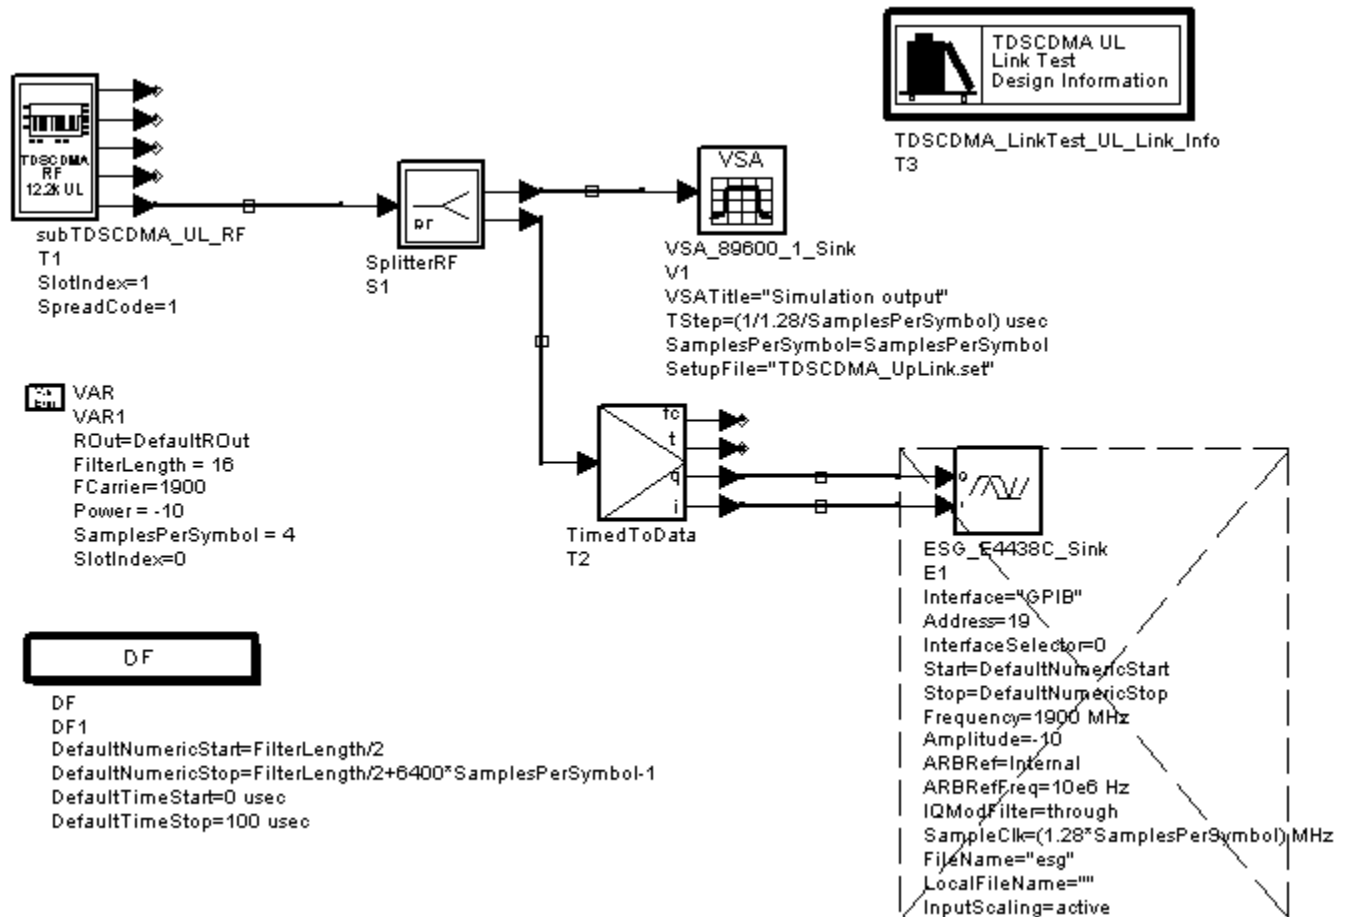 TDSCDMA UL
Link Test
Design Information
TDSCDMA_LinkTest_UL_Link_Info
T3
TDSCDMA
RF
12.2k UL
subTDSCDMA_UL_RF
T1
SlotIndex=1
SpreadCode=1
SplitterRF
S1
VSA
VSA_89600_1_Sink
V1
VSATitle="Simulation output"
TStep=(1/1.28/SamplesPerSymbol) usec
SamplesPerSymbol=SamplesPerSymbol
SetupFile="TDSCDMA_UpLink.set"
VAR
VAR1
ROut=DefaultROut
FilterLength = 16
FCarrier=1900
Power = -10
SamplesPerSymbol = 4
SlotIndex=0
fc
t
q
i
TimedToData
T2
ESG_E4438C_Sink
E1
Interface="GPIB"
Address=19
InterfaceSelector=0
Start=DefaultNumericStart
Stop=DefaultNumericStop
Frequency=1900 MHz
Amplitude=-10
ARBRef=Internal
ARBRefFreq=10e6 Hz
IQModFilter=through
SampleClk=(1.28*SamplesPerSymbol) MHz
FileName="esg"
LocalFileName=""
InputScaling=active
DF
DF
DF1
DefaultNumericStart=FilterLength/2
DefaultNumericStop=FilterLength/2+6400*SamplesPerSymbol-1
DefaultTimeStart=0 usec
DefaultTimeStop=100 usec